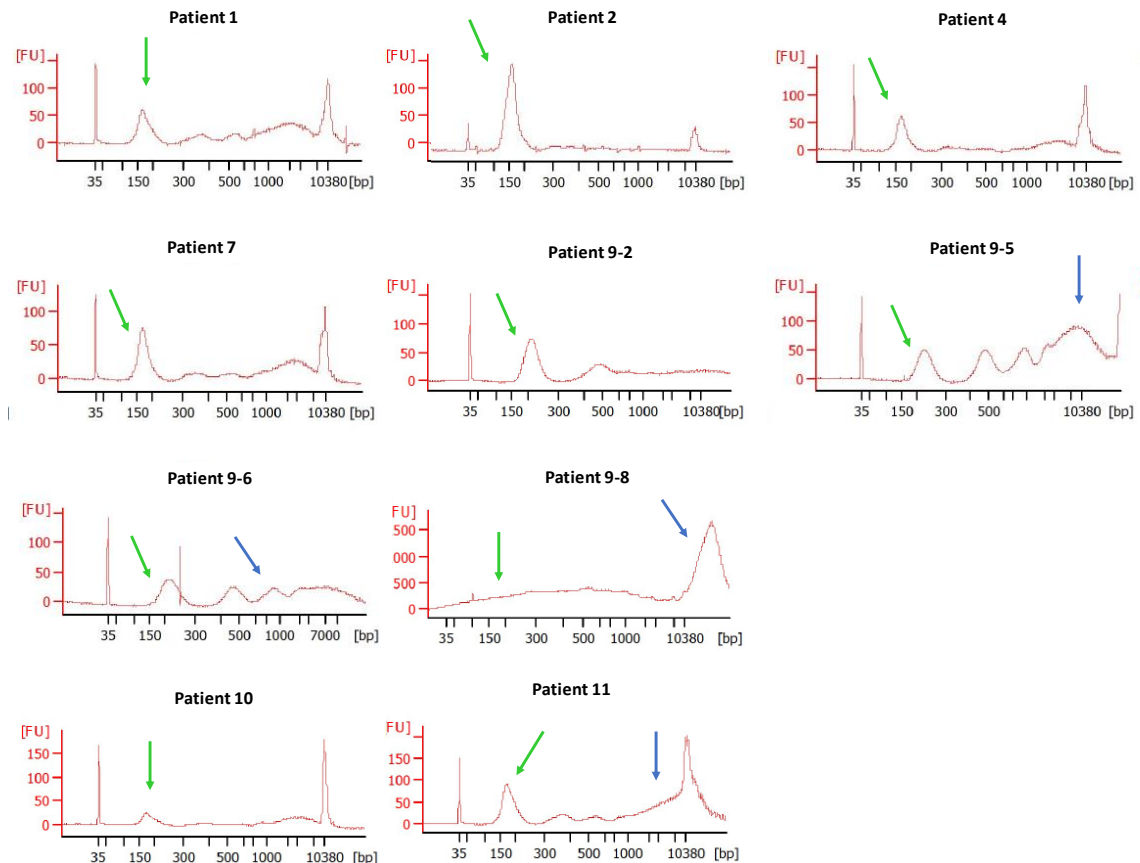 Patient 1
[FU]
100
50
0
35 150 300 500 1000 10380 [bp]
Patient 2
[FU]
100
50
0
35 150 300 500 1000 10380 [bp]
Patient 4
[FU]
100
50
0
35 150 300 500 1000 10380 [bp]
Patient 7
[FU]
100
50
0
35 150 300 500 1000 10380 [bp]
Patient 9-2
[FU]
100
50
0
35 150 300 500 1000 10380 [bp]
Patient 9-5
[FU]
100
50
0
35 150 500 10380 [bp]
Patient 9-6
[FU]
100
50
0
35 150 300 500 1000 7000 [bp]
Patient 9-8
FU]
500
000
500
0
35 150 300 500 1000 10380 [bp]
Patient 10
[FU]
150
100
50
0
35 150 300 500 1000 10380 [bp]
Patient 11
[FU]
150
100
50
0
35 150 300 500 1000 10380 [bp]